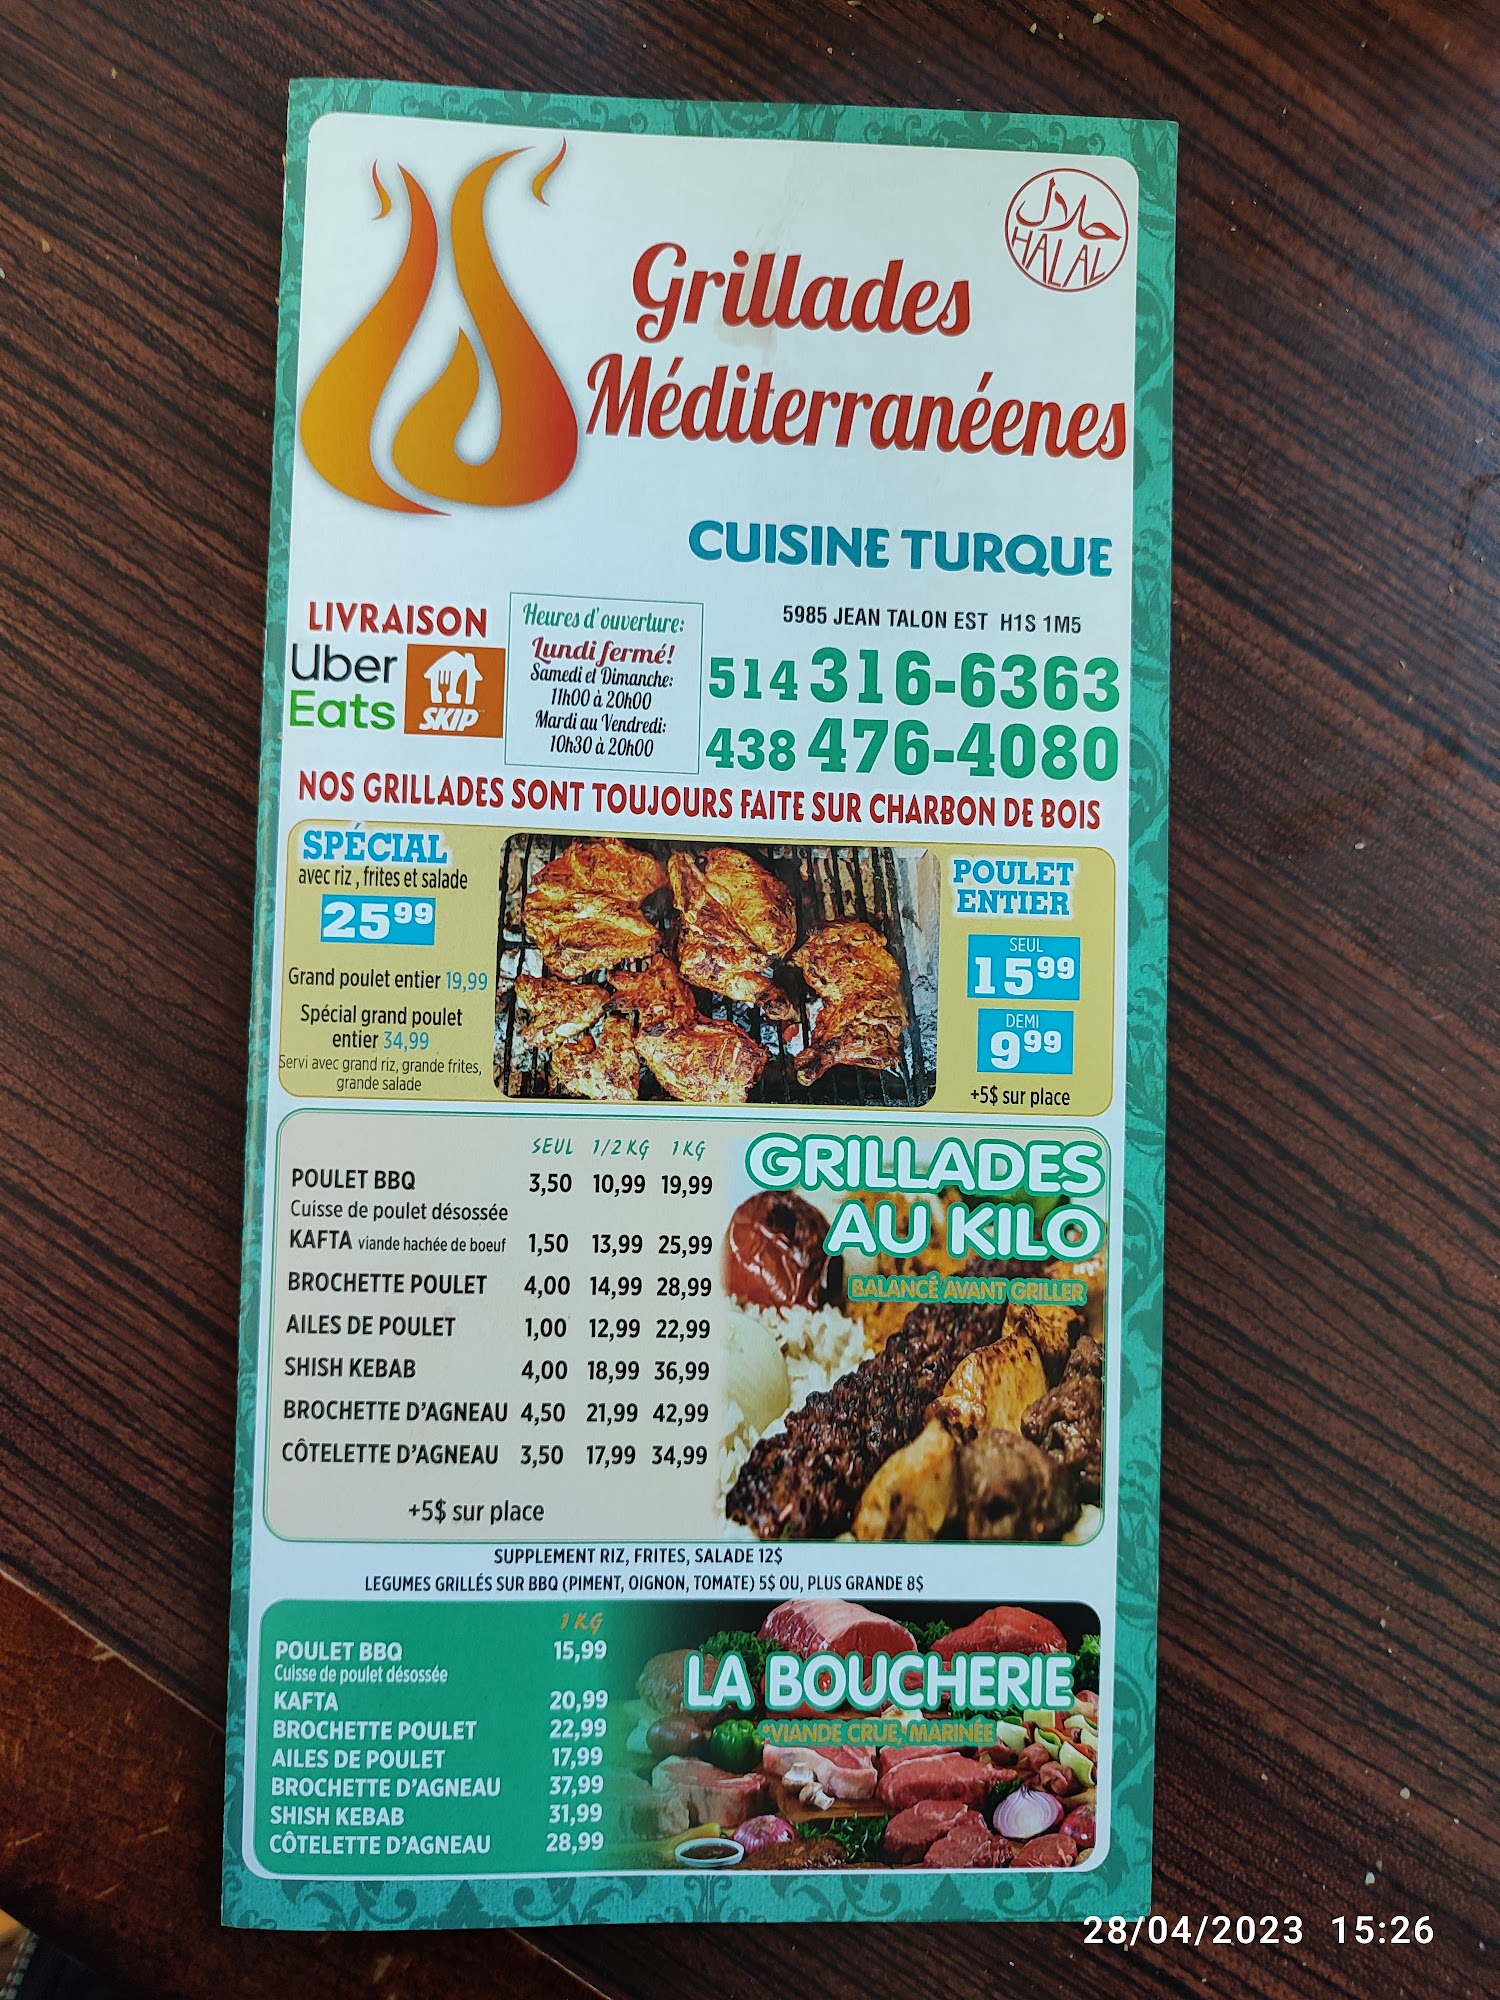 حلال
HALAL
Grillades
Méditerranéenes
CUISINE TURQUE
LIVRAISON
Uber
Eats
SKIP
Heures d'ouverture:
Lundi fermé!
Samedi et Dimanche:
11h00 à 20h00
Mardi au Vendredi:
10h30 à 20h00
5985 JEAN TALON EST H1S 1M5
514 316-6363
438 476-4080
NOS GRILLADES SONT TOUJOURS FAITE SUR CHARBON DE BOIS
SPÉCIAL
avec riz , frites et salade
25 99
Grand poulet entier 19,99
Spécial grand poulet
entier 34,99
Servi avec grand riz, grande frites,
grande salade
POULET
ENTIER
SEUL
15 99
DEMI
9 99
+5$ sur place
SEUL 1/2 KG 1 KG
POULET BBQ 3,50 10,99 19,99
Cuisse de poulet désossée
KAFTA viande hachée de boeuf 1,50 13,99 25,99
BROCHETTE POULET 4,00 14,99 28,99
AILES DE POULET 1,00 12,99 22,99
SHISH KEBAB 4,00 18,99 36,99
BROCHETTE D'AGNEAU 4,50 21,99 42,99
CÔTELETTE D'AGNEAU 3,50 17,99 34,99
+5$ sur place
GRILLADES
AU KILO
BALANCÉ AVANT GRILLER
SUPPLEMENT RIZ, FRITES, SALADE 12$
LEGUMES GRILLÉS SUR BBQ (PIMENT, OIGNON, TOMATE) 5$ OU, PLUS GRANDE 8$
1 KG
POULET BBQ 15,99
Cuisse de poulet désossée
KAFTA 20,99
BROCHETTE POULET 22,99
AILES DE POULET 17,99
BROCHETTE D'AGNEAU 37,99
SHISH KEBAB 31,99
CÔTELETTE D'AGNEAU 28,99
LA BOUCHERIE
*VIANDE CRUE, MARINÉE
28/04/2023 15:26